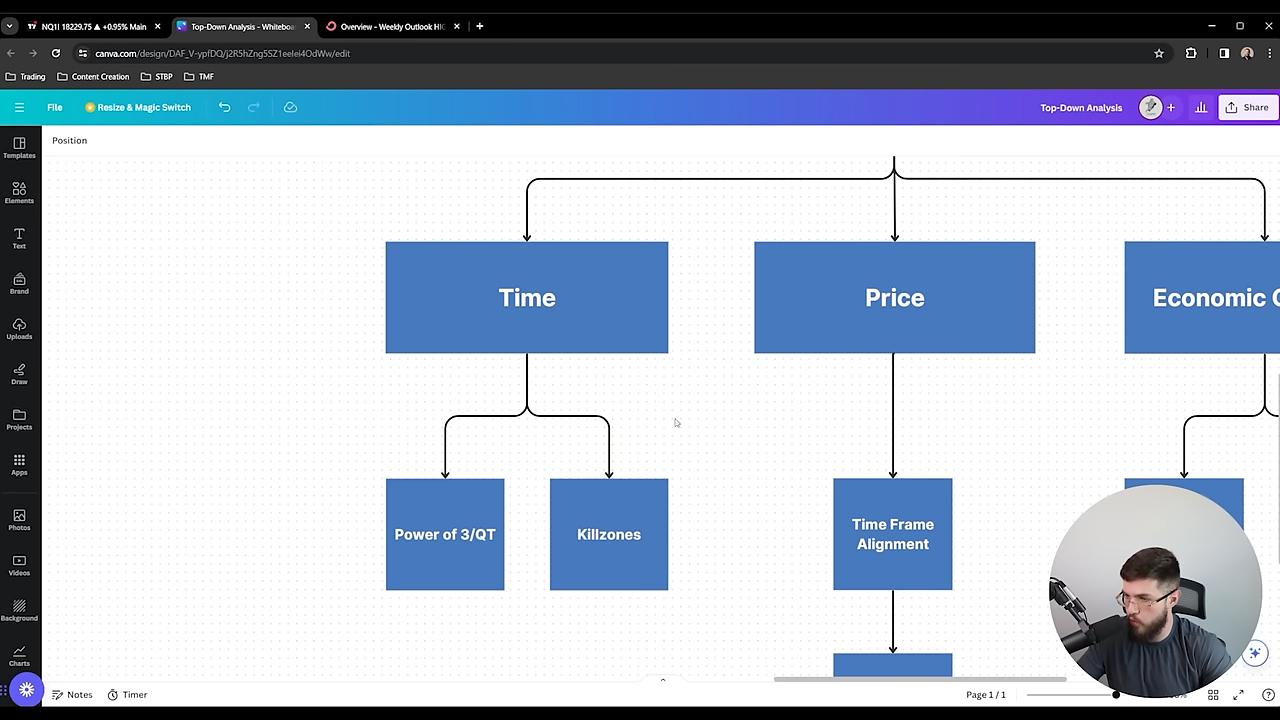 NQ1! 18229.75 ▲ +0.95% Main
Top-Down Analysis - Whiteboa
Overview – Weekly Outlook HI
canva.com/design/DAF_V-ypfDQ/j2R5hZng5SZ1eeIei4OdWw/edit
Trading
Content Creation
STBP
TMF
File
Resize & Magic Switch
Top-Down Analysis
Share
Position
Templates
Elements
Text
Brand
Uploads
Draw
Projects
Apps
Photos
Videos
Background
Charts
Time
Price
Economic C
Power of 3/QT
Killzones
Time Frame
Alignment
Notes
Timer
Page 1 / 1